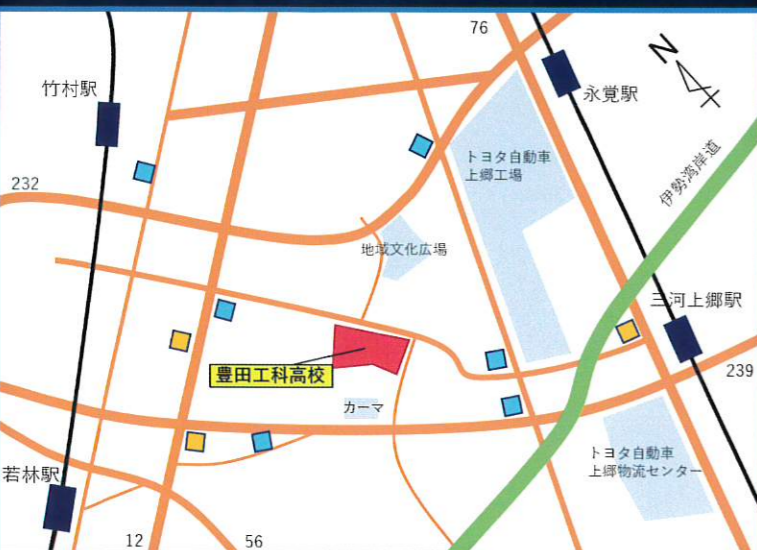 76
N
竹村駅
永覚駅
トヨタ自動車
上郷工場
伊勢湾岸道
232
地域文化広場
三河上郷駅
豊田工科高校
239
カーマ
トヨタ自動車
上郷物流センター
若林駅
12
56